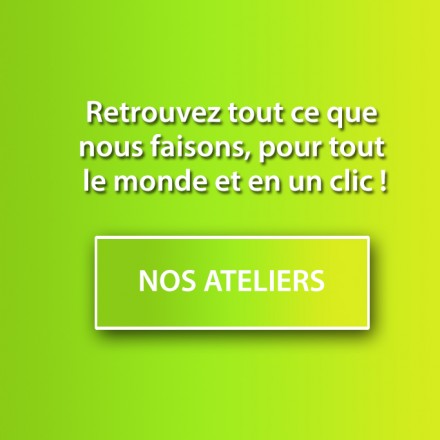 Retrouvez tout ce que
nous faisons, pour tout
le monde et en un clic !
NOS ATELIERS